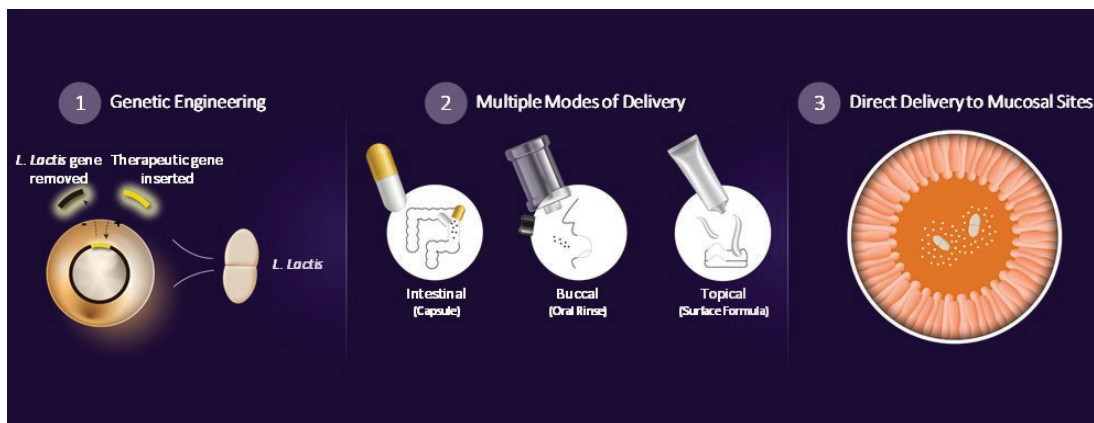 1 Genetic Engineering
L. Lactis gene removed
Therapeutic gene inserted
L. Lactis
2 Multiple Modes of Delivery
Intestinal
(Capsule)
Buccal
(Oral Rinse)
Topical
(Surface Formula)
3 Direct Delivery to Mucosal Sites